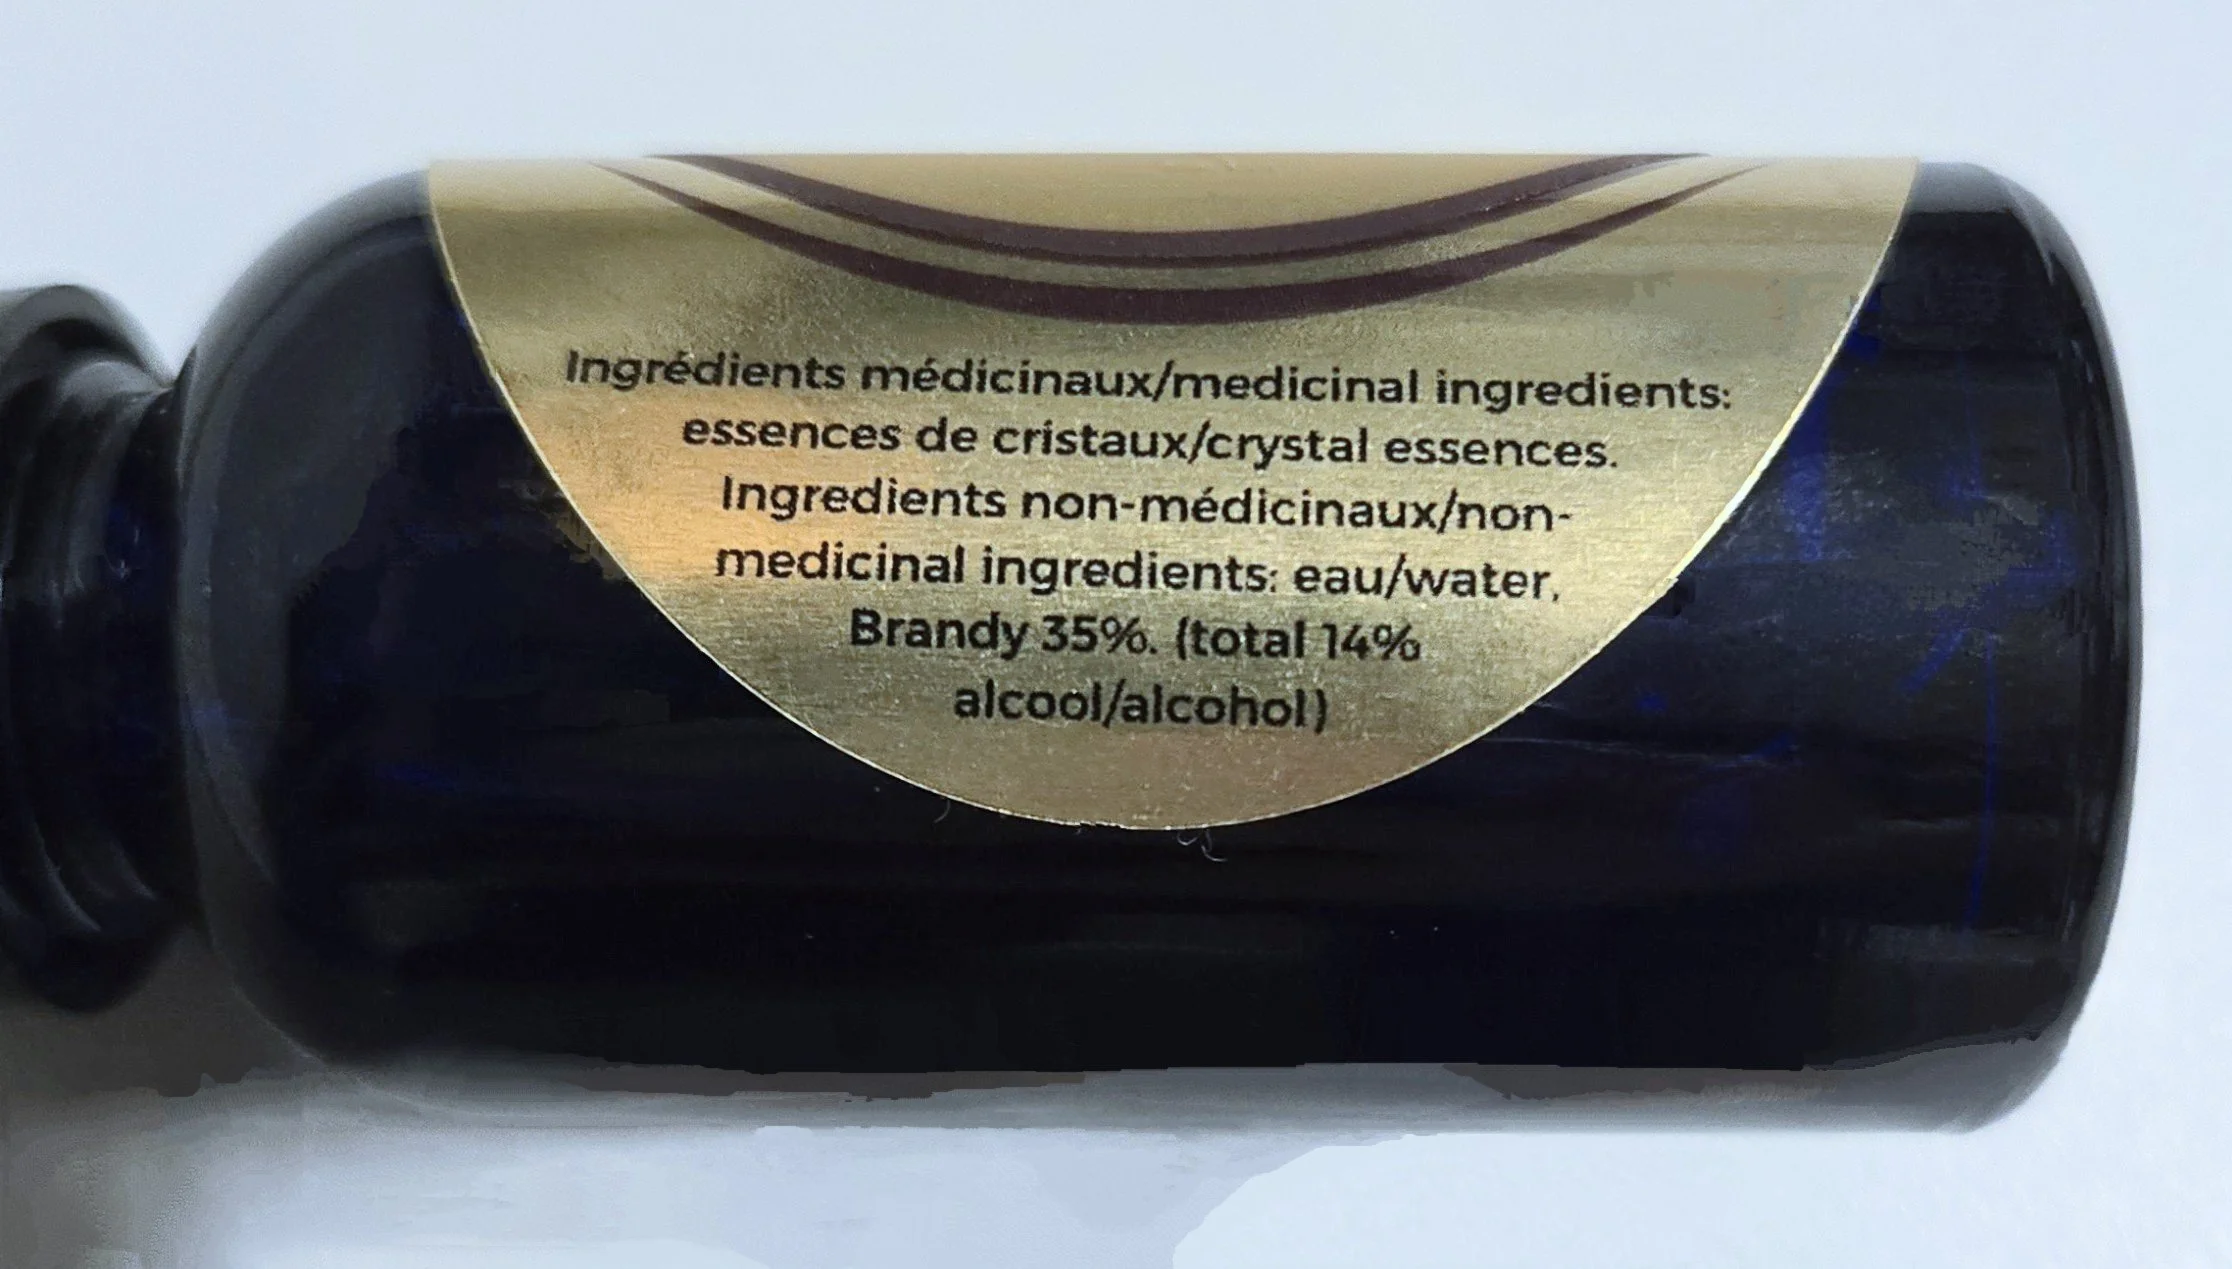 Ingrédients médicinaux/medicinal ingredients:
essences de cristaux/crystal essences.
Ingredients non-médicinaux/non-
medicinal ingredients: eau/water,
Brandy 35%. (total 14%
alcool/alcohol)